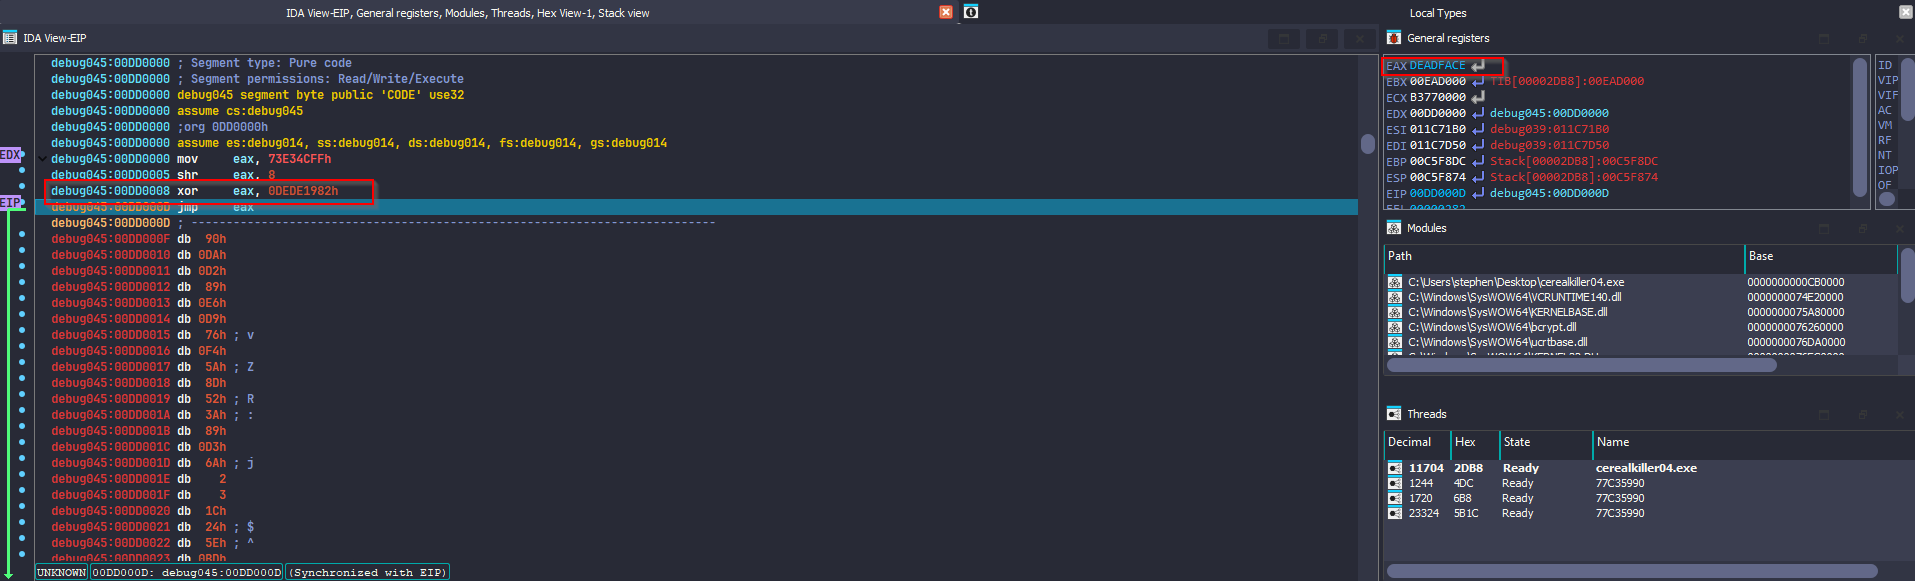 IDA View-EIP, General registers, Modules, Threads, Hex View-1, Stack view
Local Types
IDA View-EIP
debug045:00DD0000 ; Segment type: Pure code
debug045:00DD0000 ; Segment permissions: Read/Write/Execute
debug045:00DD0000 debug045 segment byte public 'CODE' use32
debug045:00DD0000 assume cs:debug045
debug045:00DD0000 ;org 0DD0000h
debug045:00DD0000 assume es:debug014, ss:debug014, ds:debug014, fs:debug014, gs:debug014
EDX debug045:00DD0000 mov eax, 73E34CFFh
debug045:00DD0005 shr eax, 8
debug045:00DD0008 xor eax, 0DEDE1982h
EIP debug045:00DD000D jmp eax
debug045:00DD000D ; ---------------------------------------------------------------------------
debug045:00DD000F db 90h
debug045:00DD0010 db 0DAh
debug045:00DD0011 db 0D2h
debug045:00DD0012 db 89h
debug045:00DD0013 db 0E6h
debug045:00DD0014 db 0D9h
debug045:00DD0015 db 76h ; v
debug045:00DD0016 db 0F4h
debug045:00DD0017 db 5Ah ; Z
debug045:00DD0018 db 8Dh
debug045:00DD0019 db 52h ; R
debug045:00DD001A db 3Ah ; :
debug045:00DD001B db 89h
debug045:00DD001C db 0D3h
debug045:00DD001D db 6Ah ; j
debug045:00DD001E db 2
debug045:00DD001F db 3
debug045:00DD0020 db 1Ch
debug045:00DD0021 db 24h ; $
debug045:00DD0022 db 5Eh ; ^
debug045:00DD0023 db 0BDh
UNKNOWN 00DD000D: debug045:00DD000D (Synchronized with EIP)
General registers
EAX DEADFACE
EBX 00EAD000 TIB[00002DB8]:00EAD000
ECX B3770000
EDX 00DD0000 debug045:00DD0000
ESI 011C71B0 debug039:011C71B0
EDI 011C7D50 debug039:011C7D50
EBP 00C5F8DC Stack[00002DB8]:00C5F8DC
ESP 00C5F874 Stack[00002DB8]:00C5F874
EIP 00DD000D debug045:00DD000D
EFL 00000282
ID
VIP
VIF
AC
VM
RF
NT
IOP
OF
Modules
Path Base
C:\Users\stephen\Desktop\cerealkiller04.exe 0000000000CB0000
C:\Windows\SysWOW64\VCRUNTIME140.dll 0000000074E20000
C:\Windows\SysWOW64\KERNELBASE.dll 0000000075A80000
C:\Windows\SysWOW64\bcrypt.dll 0000000076260000
C:\Windows\SysWOW64\ucrtbase.dll 0000000076DA0000
Threads
Decimal Hex State Name
11704 2DB8 Ready cerealkiller04.exe
1244 4DC Ready 77C35990
1720 6B8 Ready 77C35990
23324 5B1C Ready 77C35990